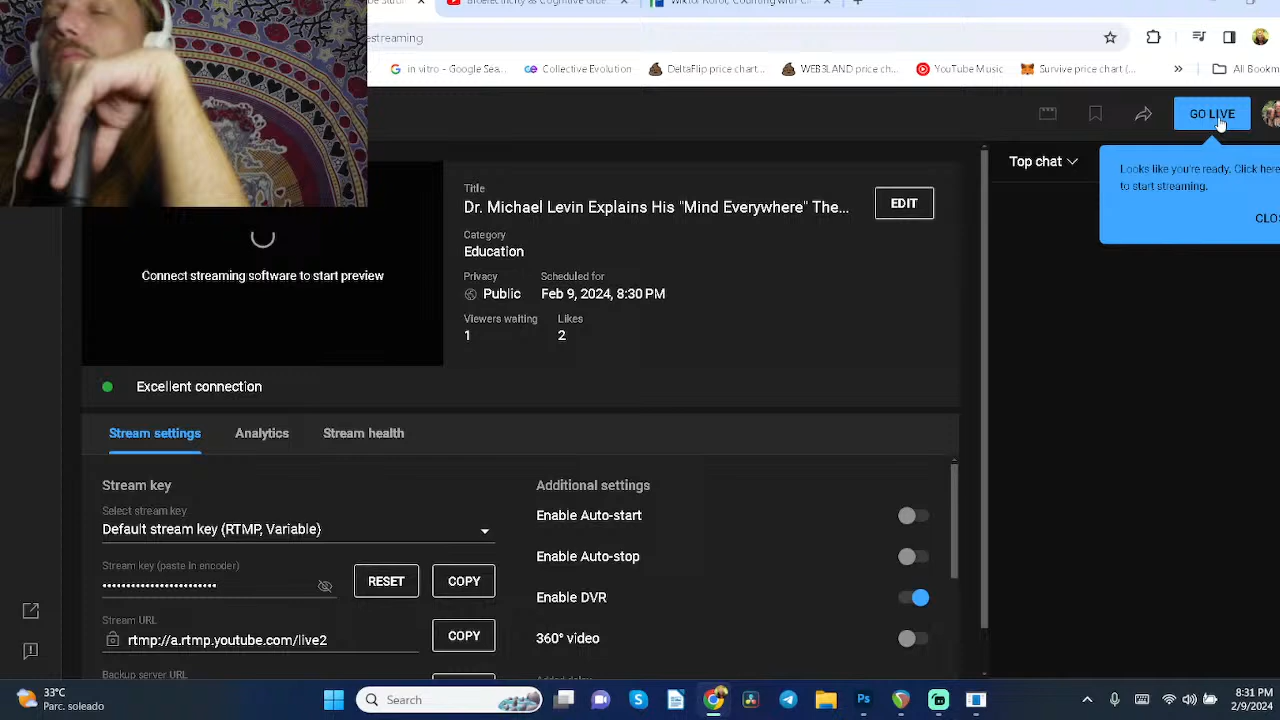 streaming
in vitro - Google Sea...
Collective Evolution
DeltaFlip price chart...
WEB3LAND price ch...
YouTube Music
Survive price chart (...
All Bookm
GO LIVE
Looks like you're ready. Click here
to start streaming.
CLO
Top chat
Title
Dr. Michael Levin Explains His "Mind Everywhere" The...
EDIT
Category
Education
Privacy
Scheduled for
Public
Feb 9, 2024, 8:30 PM
Viewers waiting
Likes
1
2
Connect streaming software to start preview
Excellent connection
Stream settings
Analytics
Stream health
Stream key
Select stream key
Default stream key (RTMP, Variable)
Stream key (paste in encoder)
RESET
COPY
Stream URL
rtmp://a.rtmp.youtube.com/live2
COPY
Backup server URL
Additional settings
Enable Auto-start
Enable Auto-stop
Enable DVR
360° video
Added delay
33°C
Parc. soleado
Search
8:31 PM
2/9/2024